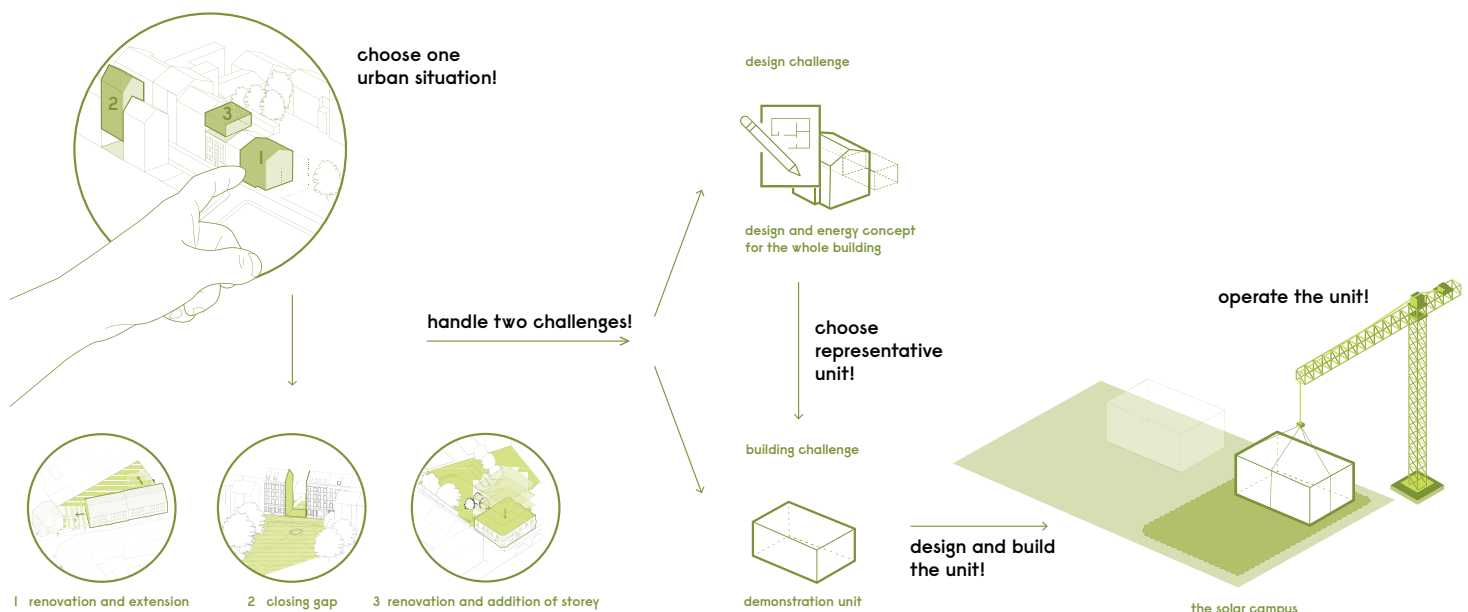 choose one
urban situation!
2
3
1
handle two challenges!
1 renovation and extension
2 closing gap
3 renovation and addition of storey
design challenge
design and energy concept
for the whole building
choose
representative
unit!
building challenge
demonstration unit
design and build
the unit!
operate the unit!
the solar campus